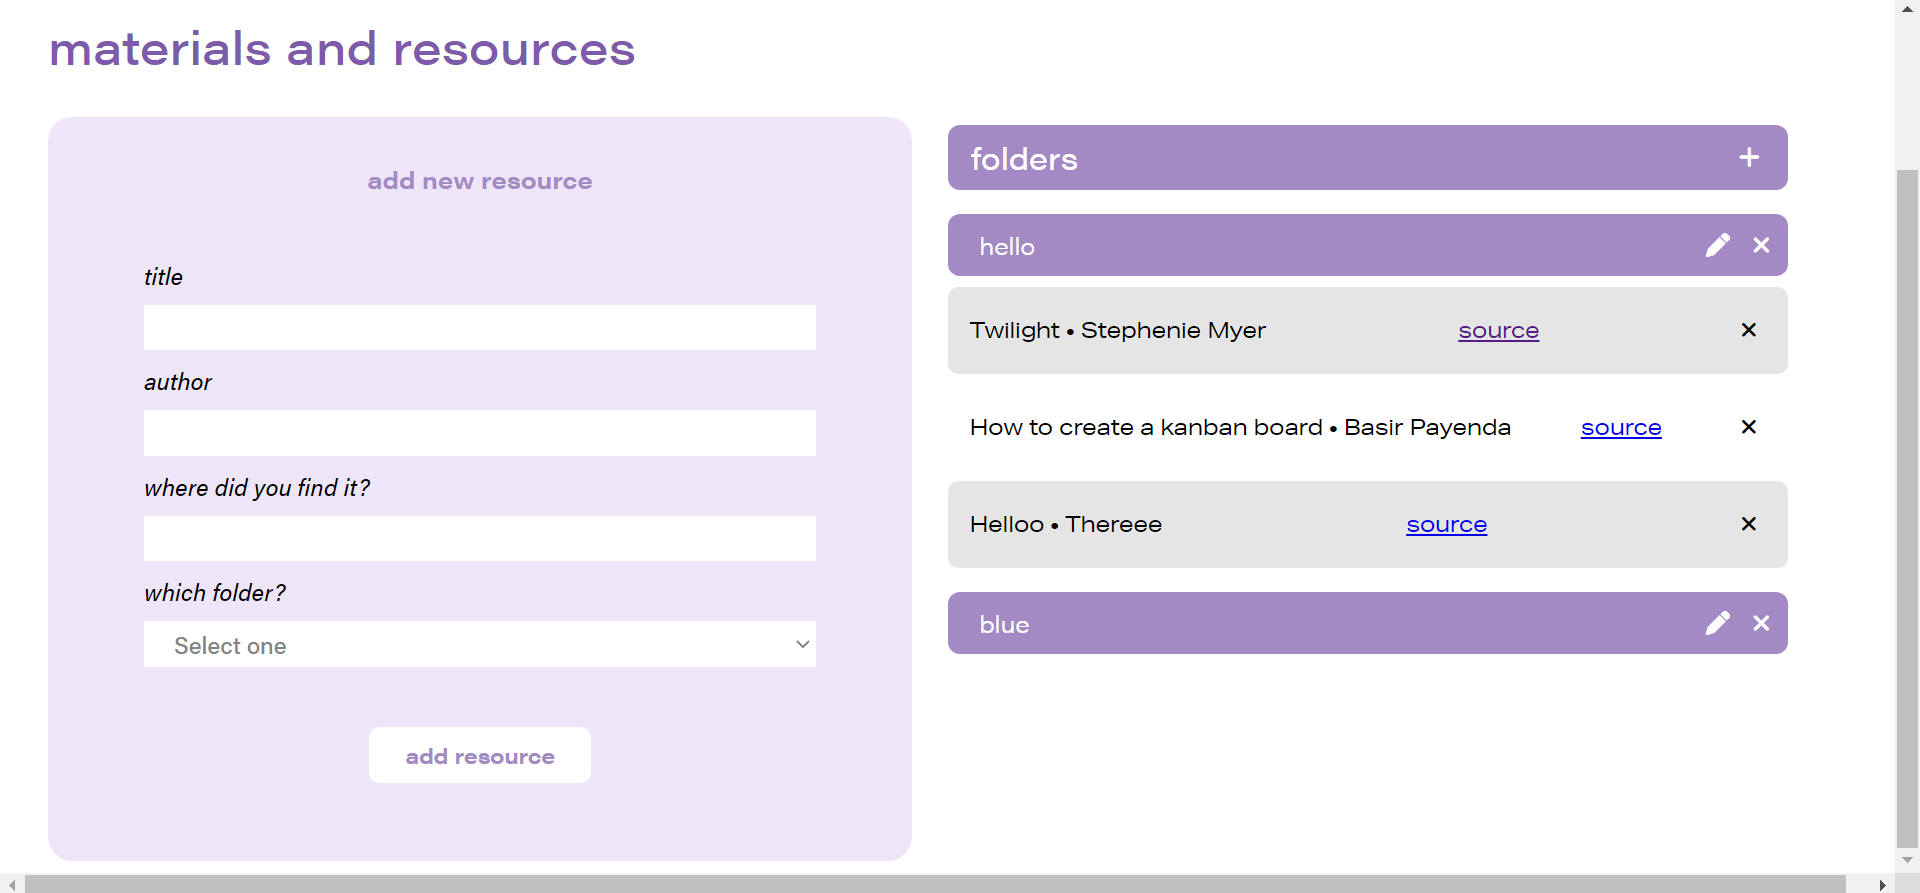 materials and resources
add new resource
title
author
where did you find it?
which folder?
Select one
add resource
folders
hello
Twilight • Stephenie Myer source
How to create a kanban board • Basir Payenda source
Helloo • Thereee source
blue